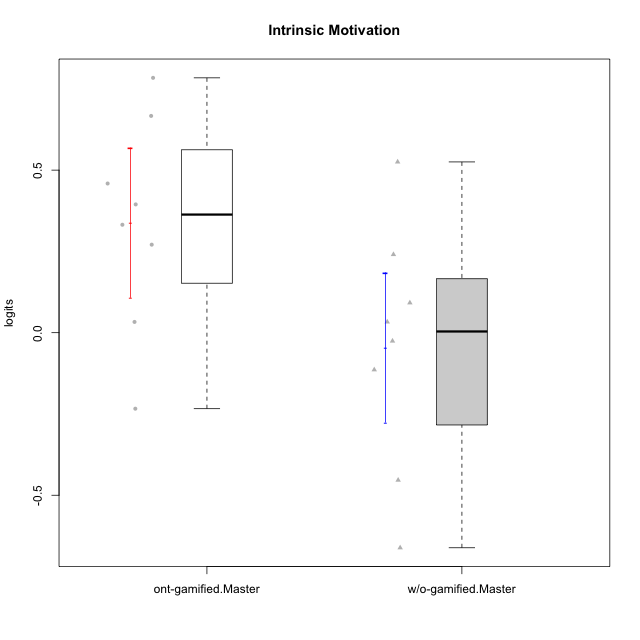 Intrinsic Motivation
logits
0.5
0.0
-0.5
ont-gamified.Master
w/o-gamified.Master